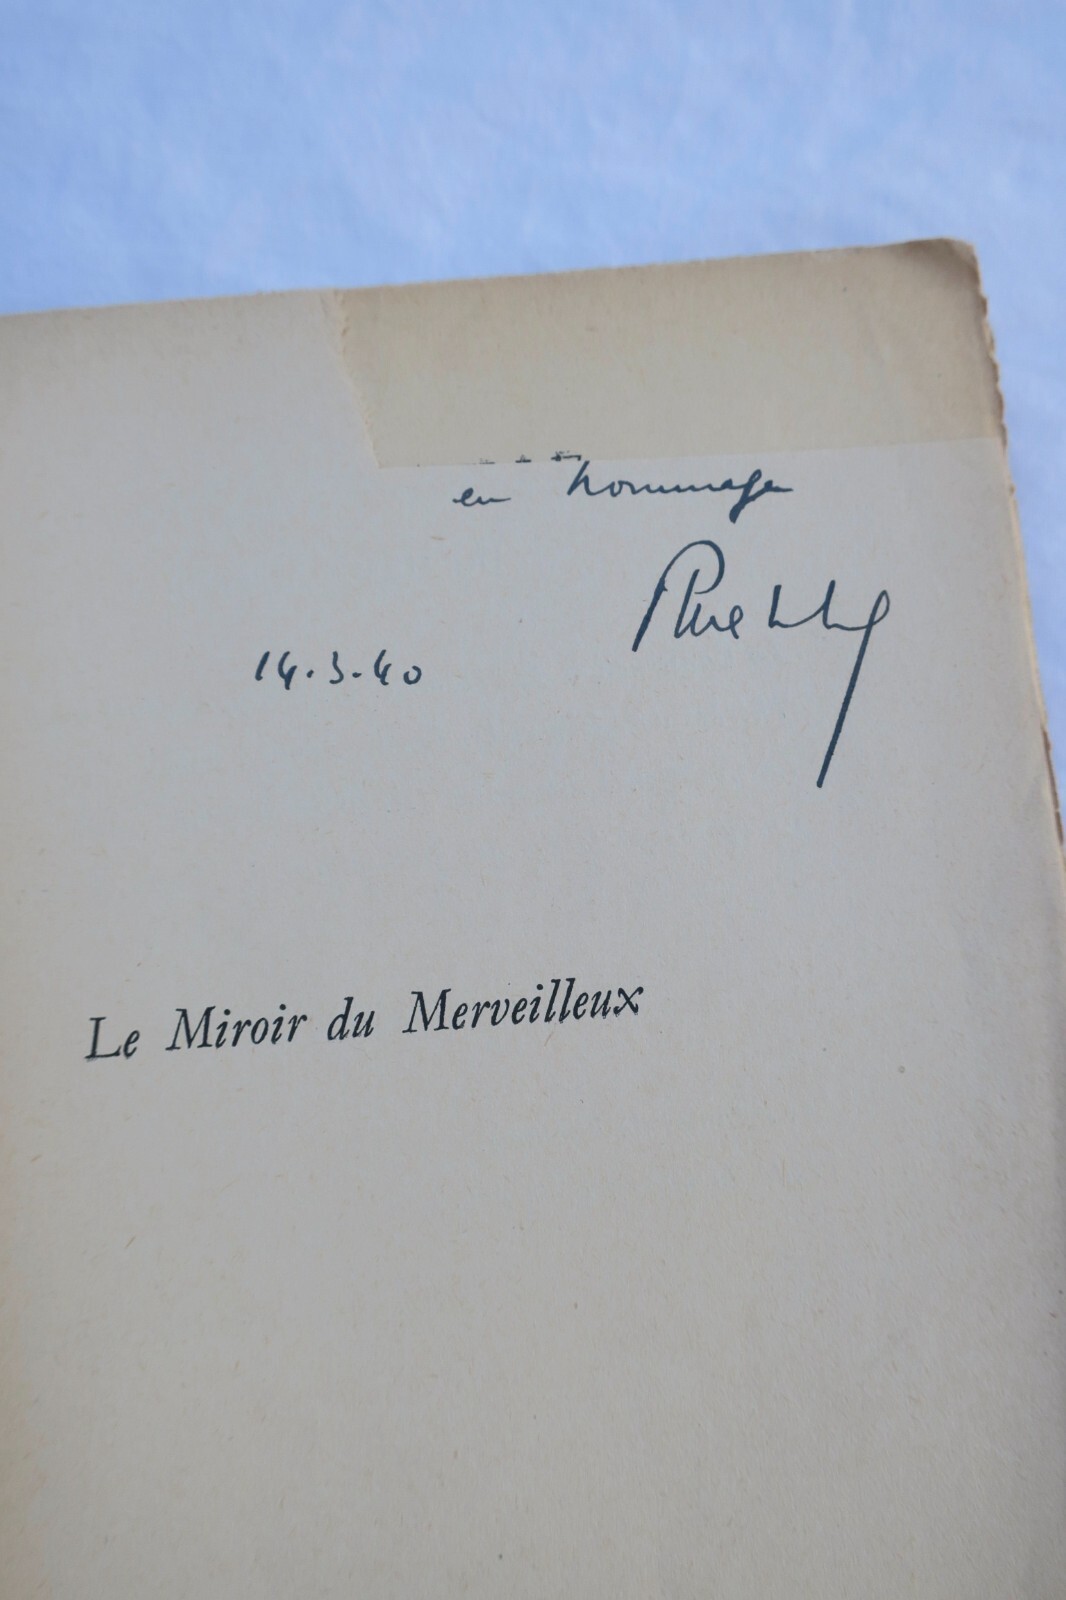 en hommage
14.3.40
Le Miroir du Merveilleux